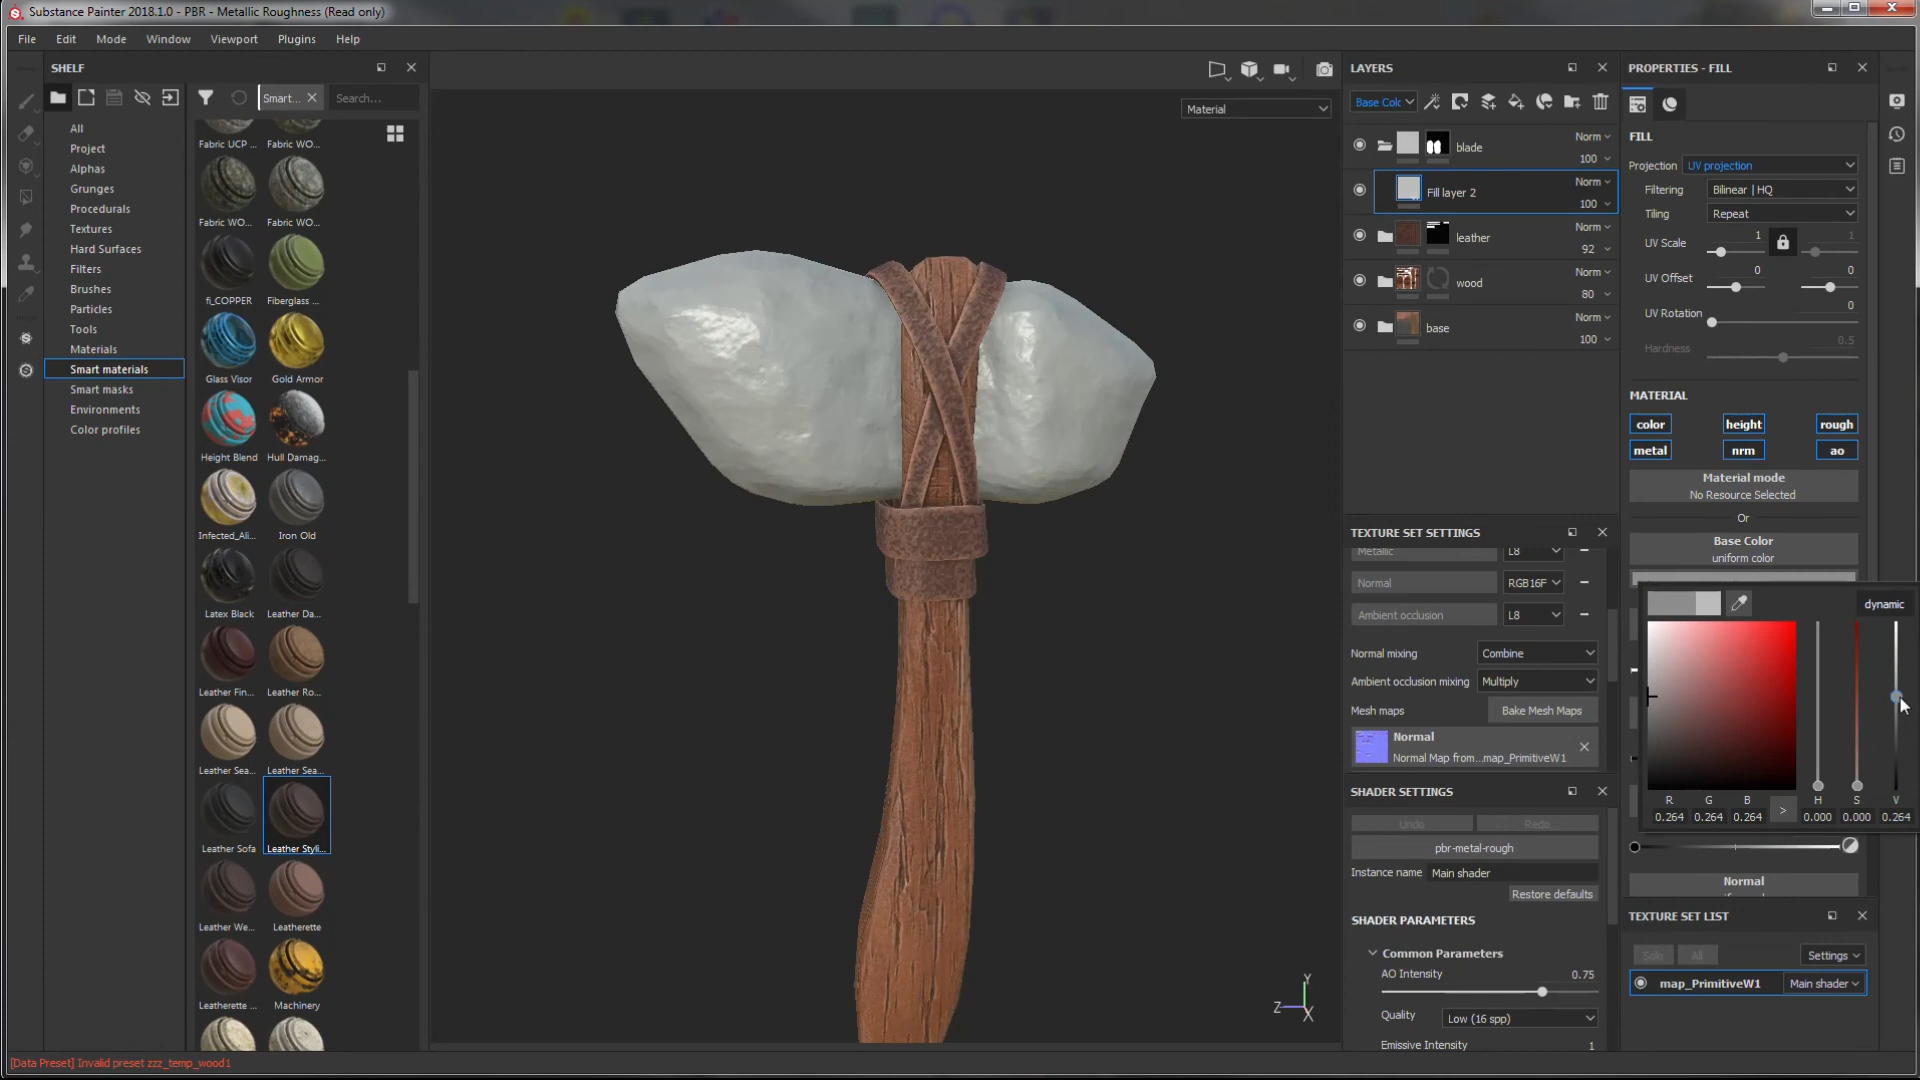 Substance Painter 2018.1.0 - PBR - Metallic Roughness (Read only)
File Edit Mode Window Viewport Plugins Help
SHELF
Smart...
Search...
All
Project
Alphas
Grunges
Procedurals
Textures
Hard Surfaces
Filters
Brushes
Particles
Tools
Materials
Smart materials
Smart masks
Environments
Color profiles
Fabric UCP ... Fabric WO...
Fabric WO... Fabric WO...
fi_COPPER Fiberglass ...
Glass Visor Gold Armor
Height Blend Hull Damag...
Infected_Ali... Iron Old
Latex Black Leather Da...
Leather Fin... Leather Ro...
Leather Sea... Leather Sea...
Leather Sofa Leather Styli...
Leather We... Leatherette
Leatherette ... Machinery
[Data Preset] Invalid preset zzz_temp_wood1
Material
Y
Z
X
LAYERS
Base Colc
blade Norm 100
Fill layer 2 Norm 100
leather Norm 92
wood Norm 80
base Norm 100
TEXTURE SET SETTINGS
Metallic L8
Normal RGB16F
Ambient occlusion L8
Normal mixing Combine
Ambient occlusion mixing Multiply
Mesh maps Bake Mesh Maps
Normal
Normal Map from...map_PrimitiveW1
SHADER SETTINGS
Undo Redo
pbr-metal-rough
Instance name Main shader
Restore defaults
SHADER PARAMETERS
Common Parameters
AO Intensity 0.75
Quality Low (16 spp)
Emissive Intensity 1
PROPERTIES - FILL
FILL
Projection UV projection
Filtering Bilinear | HQ
Tiling Repeat
UV Scale 1 1
UV Offset 0 0
UV Rotation 0
Hardness 0.5
MATERIAL
color height rough
metal nrm ao
Material mode
No Resource Selected
Or
Base Color
uniform color
dynamic
R G B > H S V
0.264 0.264 0.264 0.000 0.000 0.264
Normal
TEXTURE SET LIST
Solo All Settings
map_PrimitiveW1 Main shader